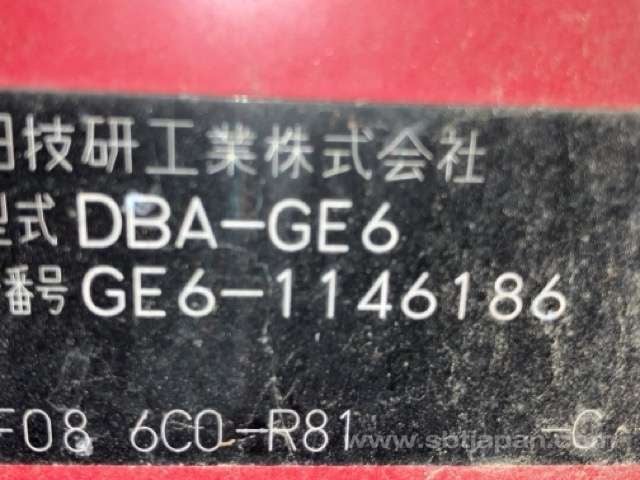 田技研工業株式会社
型式 DBA-GE6
番号 GE6-1146186
F08 6C0-R81 -C
www.sbtjapan.com